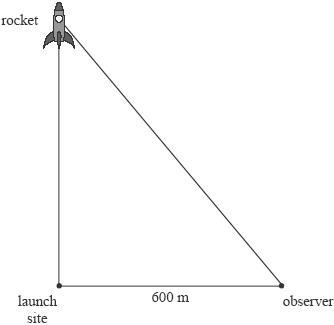 rocket
600 m
launch
site
observer